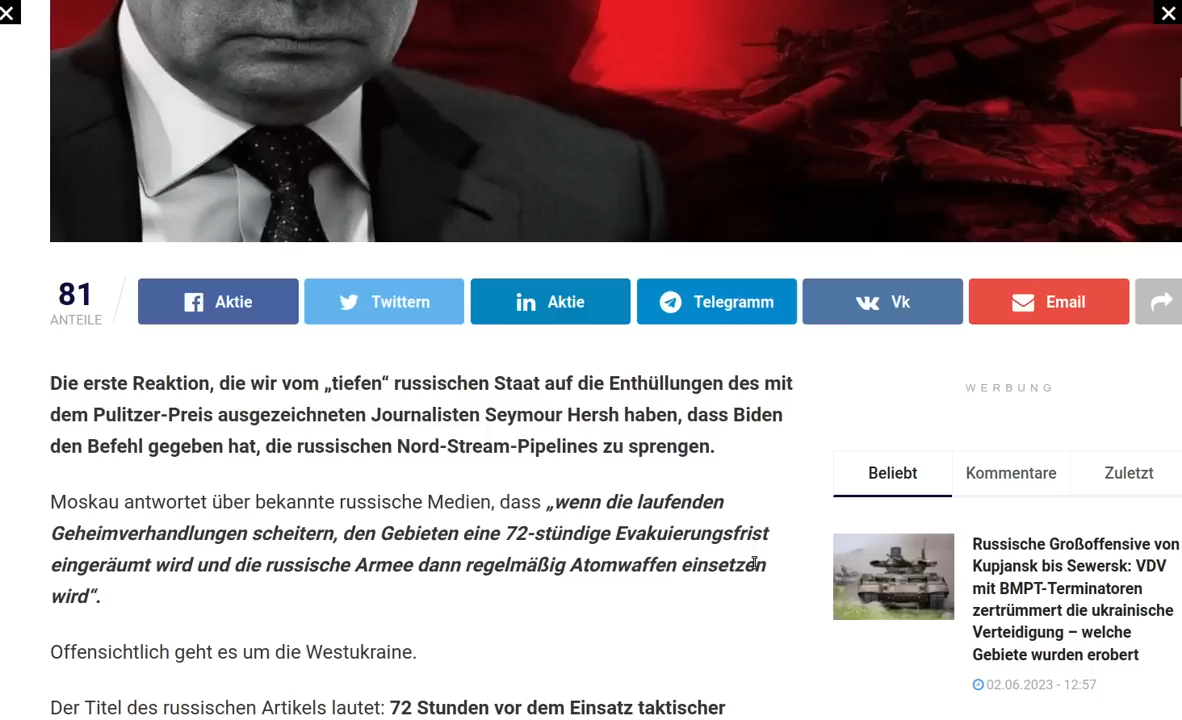 81
ANTEILE
Aktie
Twittern
Aktie
Telegramm
Vk
Email
Die erste Reaktion, die wir vom „tiefen“ russischen Staat auf die Enthüllungen des mit
dem Pulitzer-Preis ausgezeichneten Journalisten Seymour Hersh haben, dass Biden
den Befehl gegeben hat, die russischen Nord-Stream-Pipelines zu sprengen.
Moskau antwortet über bekannte russische Medien, dass „wenn die laufenden
Geheimverhandlungen scheitern, den Gebieten eine 72-stündige Evakuierungsfrist
eingeräumt wird und die russische Armee dann regelmäßig Atomwaffen einsetzen
wird“.
Offensichtlich geht es um die Westukraine.
Der Titel des russischen Artikels lautet: 72 Stunden vor dem Einsatz taktischer
WERBUNG
Beliebt
Kommentare
Zuletzt
Russische Großoffensive von
Kupjansk bis Sewersk: VDV
mit BMPT-Terminatoren
zertrümmert die ukrainische
Verteidigung – welche
Gebiete wurden erobert
02.06.2023 - 12:57